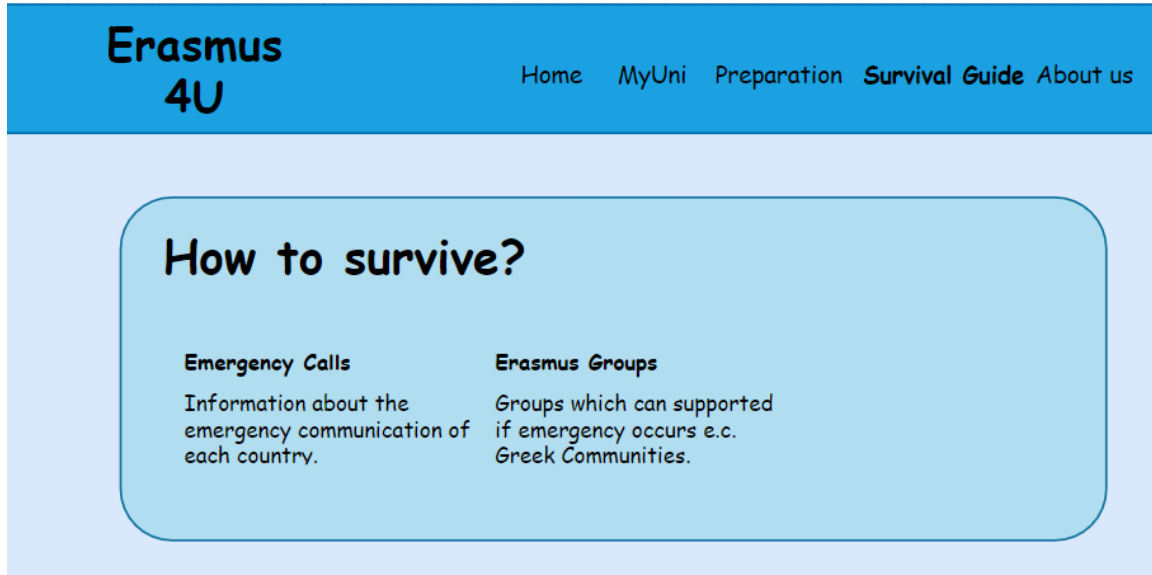 Erasmus
4U
Home MyUni Preparation Survival Guide About us
How to survive?
Emergency Calls
Information about the
emergency communication of
each country.
Erasmus Groups
Groups which can supported
if emergency occurs e.c.
Greek Communities.